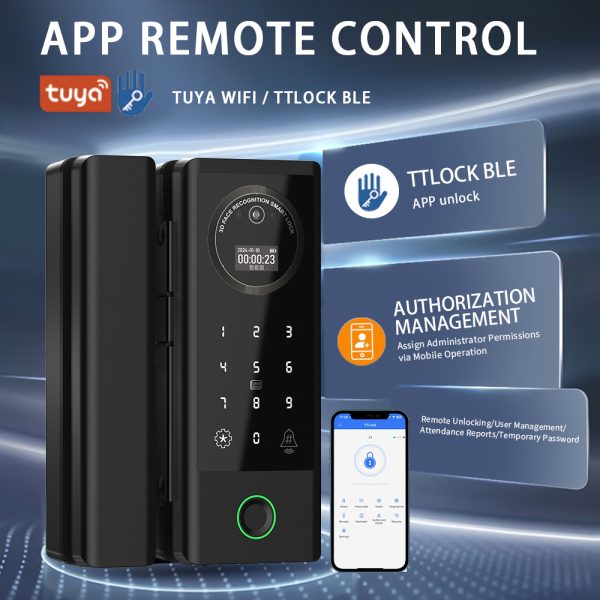 APP REMOTE CONTROL
tuya
TUYA WIFI / TTLOCK BLE
TTLOCK BLE
APP unlock
AUTHORIZATION
MANAGEMENT
Assign Administrator Permissions
via Mobile Operation
Remote Unlocking/User Management/
Attendance Reports/Temporary Password
3D FACE RECOGNITION SMART LOCK
2024-01-10
00:00:23
1 2 3
4 5 6
7 8 9
0 #
TTLock